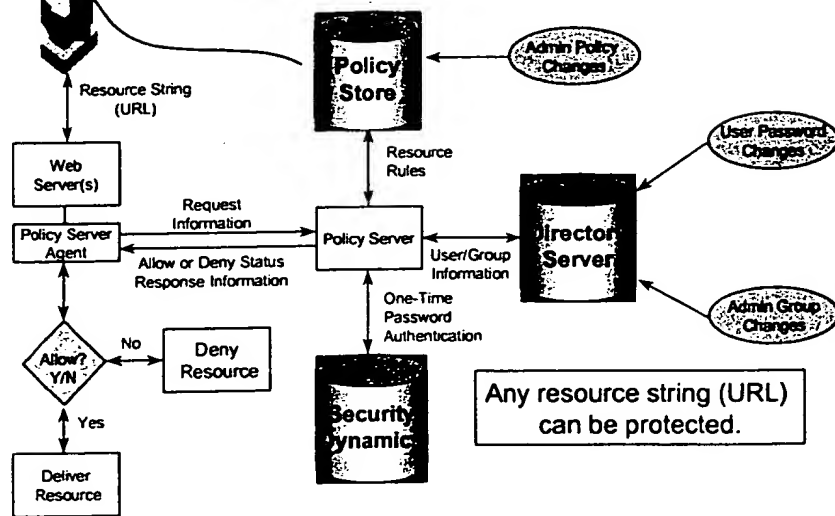 Policy
Store
Admin Policy
Changes
Resource String
(URL)
User Password
Changes
Web
Server(s)
Resource
Rules
Request
Information
Policy Server
Agent
Policy Server
Director
Server
User/Group
Information
Allow or Deny Status
Response Information
One-Time
Password
Authentication
Admin Group
Changes
Allow?
Y/N
No
Deny
Resource
Security
Dynamic
Any resource string (URL)
can be protected.
Yes
Deliver
Resource